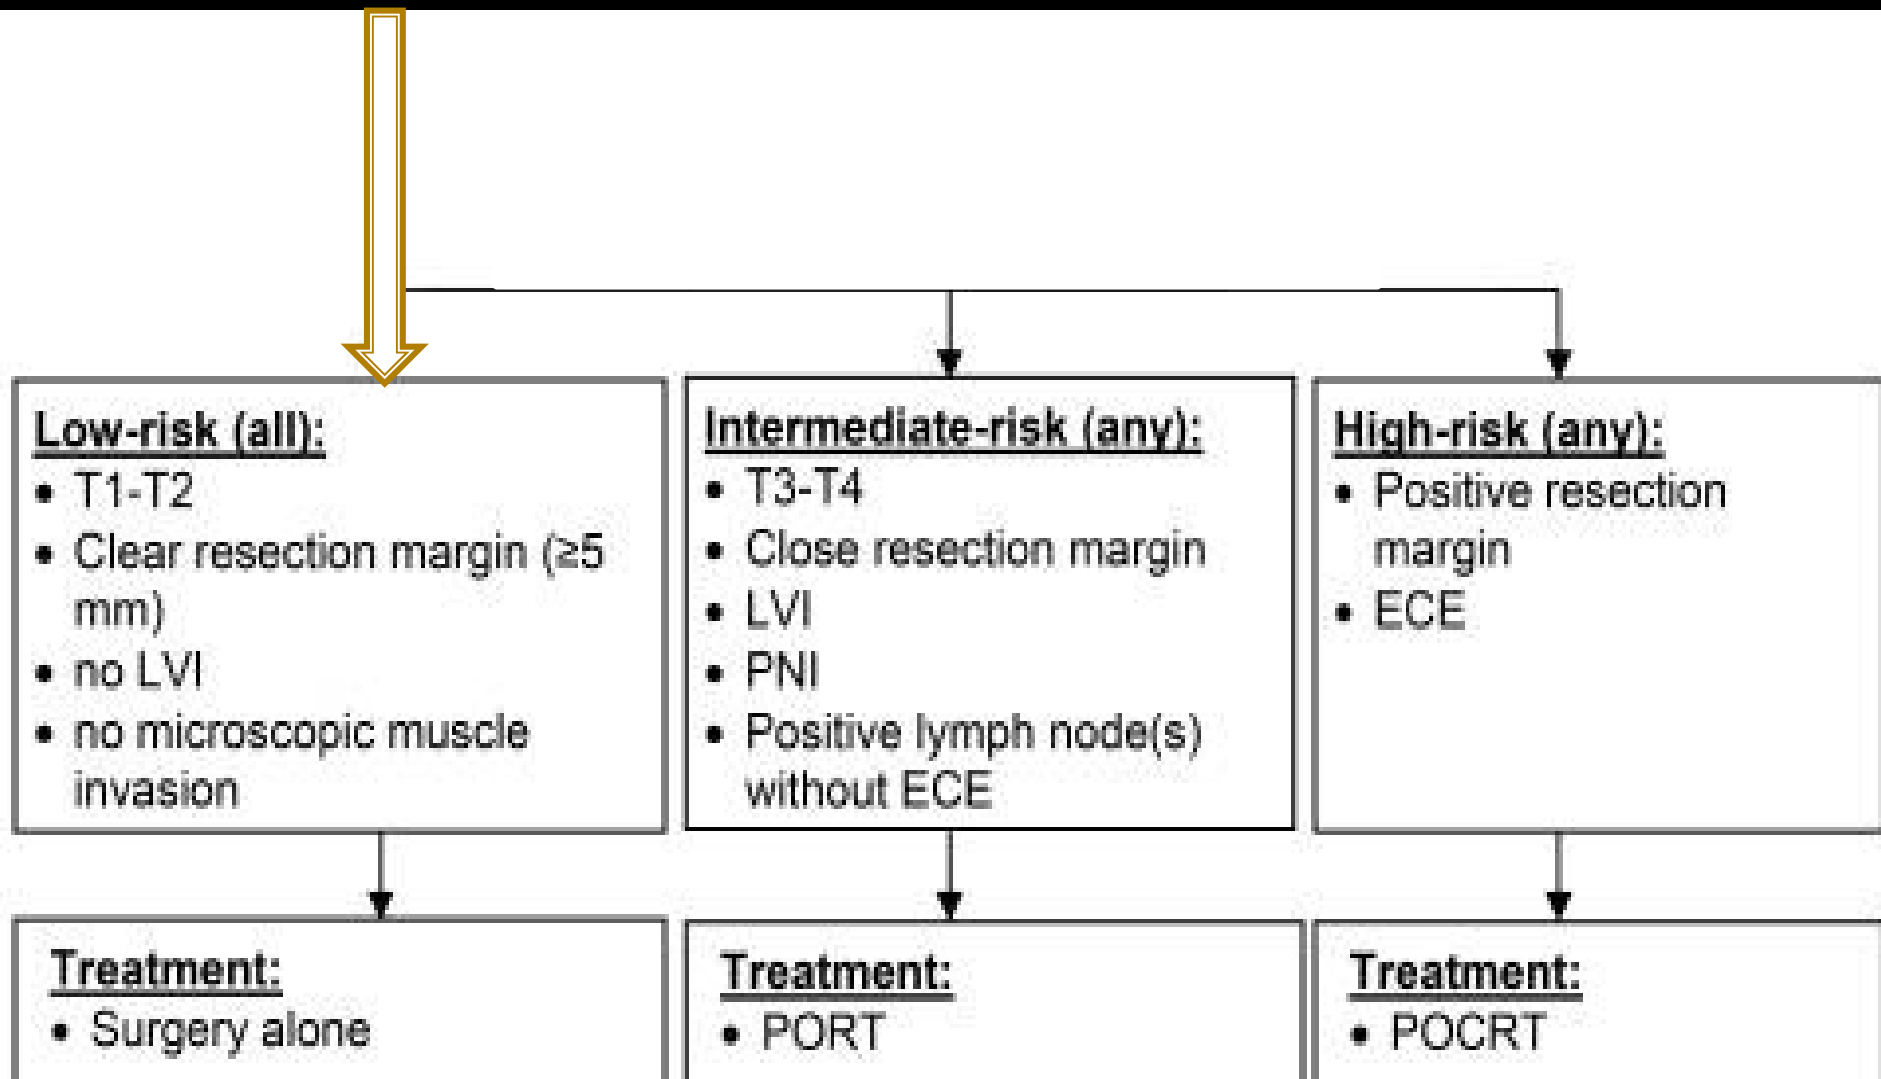 Low-risk (all):
• T1-T2
• Clear resection margin (≥5
mm)
• no LVI
• no microscopic muscle
invasion
Intermediate-risk (any):
• T3-T4
• Close resection margin
• LVI
• PNI
• Positive lymph node(s)
without ECE
High-risk (any):
• Positive resection
margin
• ECE
Treatment:
• Surgery alone
Treatment:
• PORT
Treatment:
• POCRT